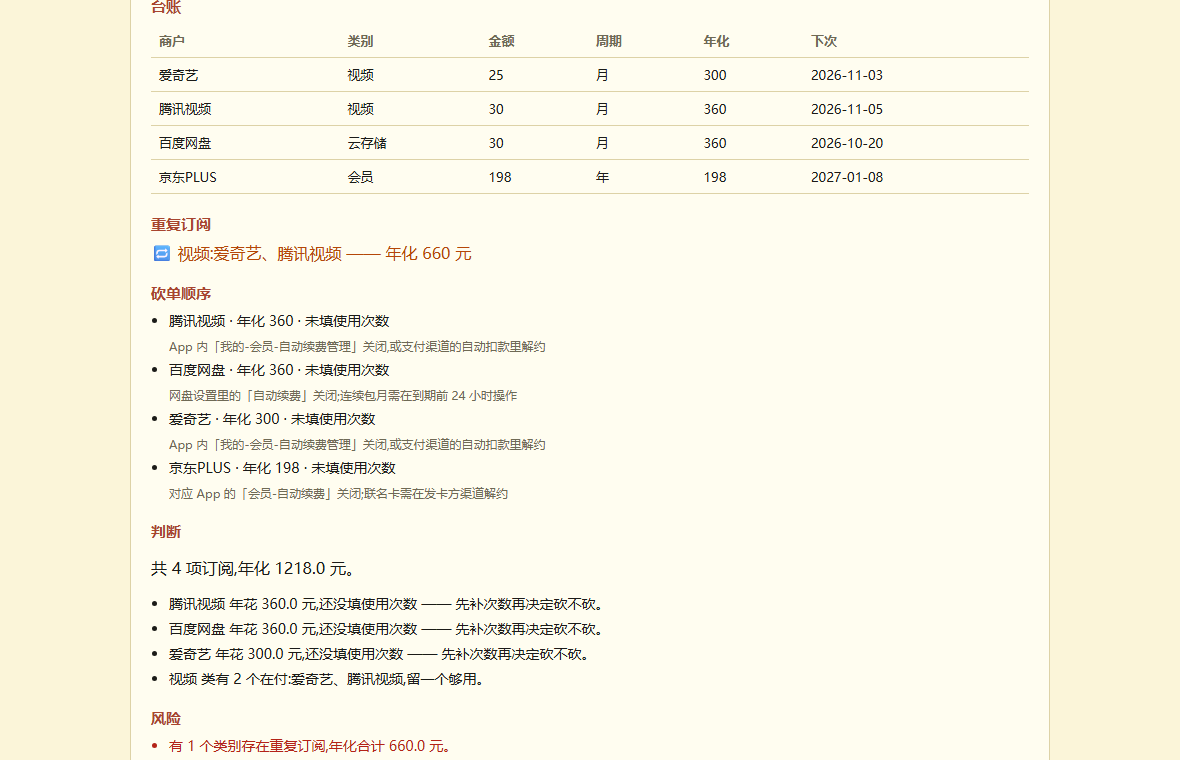 台账
商户 类别 金额 周期 年化 下次
爱奇艺 视频 25 月 300 2026-11-03
腾讯视频 视频 30 月 360 2026-11-05
百度网盘 云存储 30 月 360 2026-10-20
京东PLUS 会员 198 年 198 2027-01-08
重复订阅
🔁 视频:爱奇艺、腾讯视频 —— 年化 660 元
砍单顺序
• 腾讯视频 · 年化 360 · 未填使用次数
App 内「我的-会员-自动续费管理」关闭,或支付渠道的自动扣款里解约
• 百度网盘 · 年化 360 · 未填使用次数
网盘设置里的「自动续费」关闭;连续包月需在到期前 24 小时操作
• 爱奇艺 · 年化 300 · 未填使用次数
App 内「我的-会员-自动续费管理」关闭,或支付渠道的自动扣款里解约
• 京东PLUS · 年化 198 · 未填使用次数
对应 App 的「会员-自动续费」关闭;联名卡需在发卡方渠道解约
判断
共 4 项订阅,年化 1218.0 元。
• 腾讯视频 年花 360.0 元,还没填使用次数 —— 先补次数再决定砍不砍。
• 百度网盘 年花 360.0 元,还没填使用次数 —— 先补次数再决定砍不砍。
• 爱奇艺 年花 300.0 元,还没填使用次数 —— 先补次数再决定砍不砍。
• 视频 类有 2 个在付:爱奇艺、腾讯视频,留一个够用。
风险
• 有 1 个类别存在重复订阅,年化合计 660.0 元。